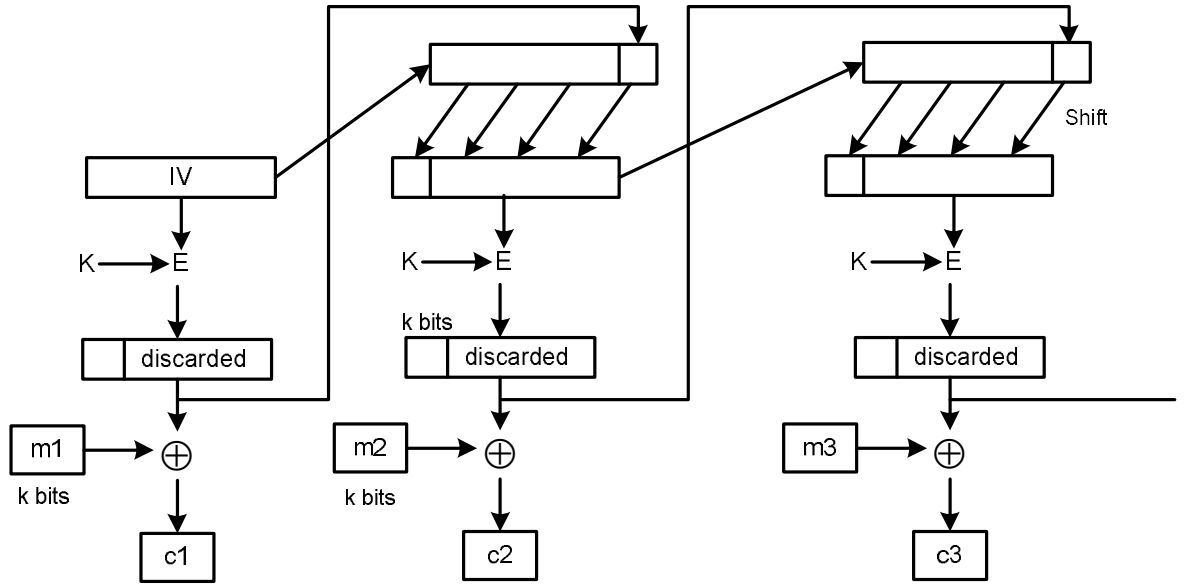 Shift
IV
K E
K E
K E
k bits
discarded
discarded
discarded
m1
m2
m3
k bits
k bits
c1
c2
c3